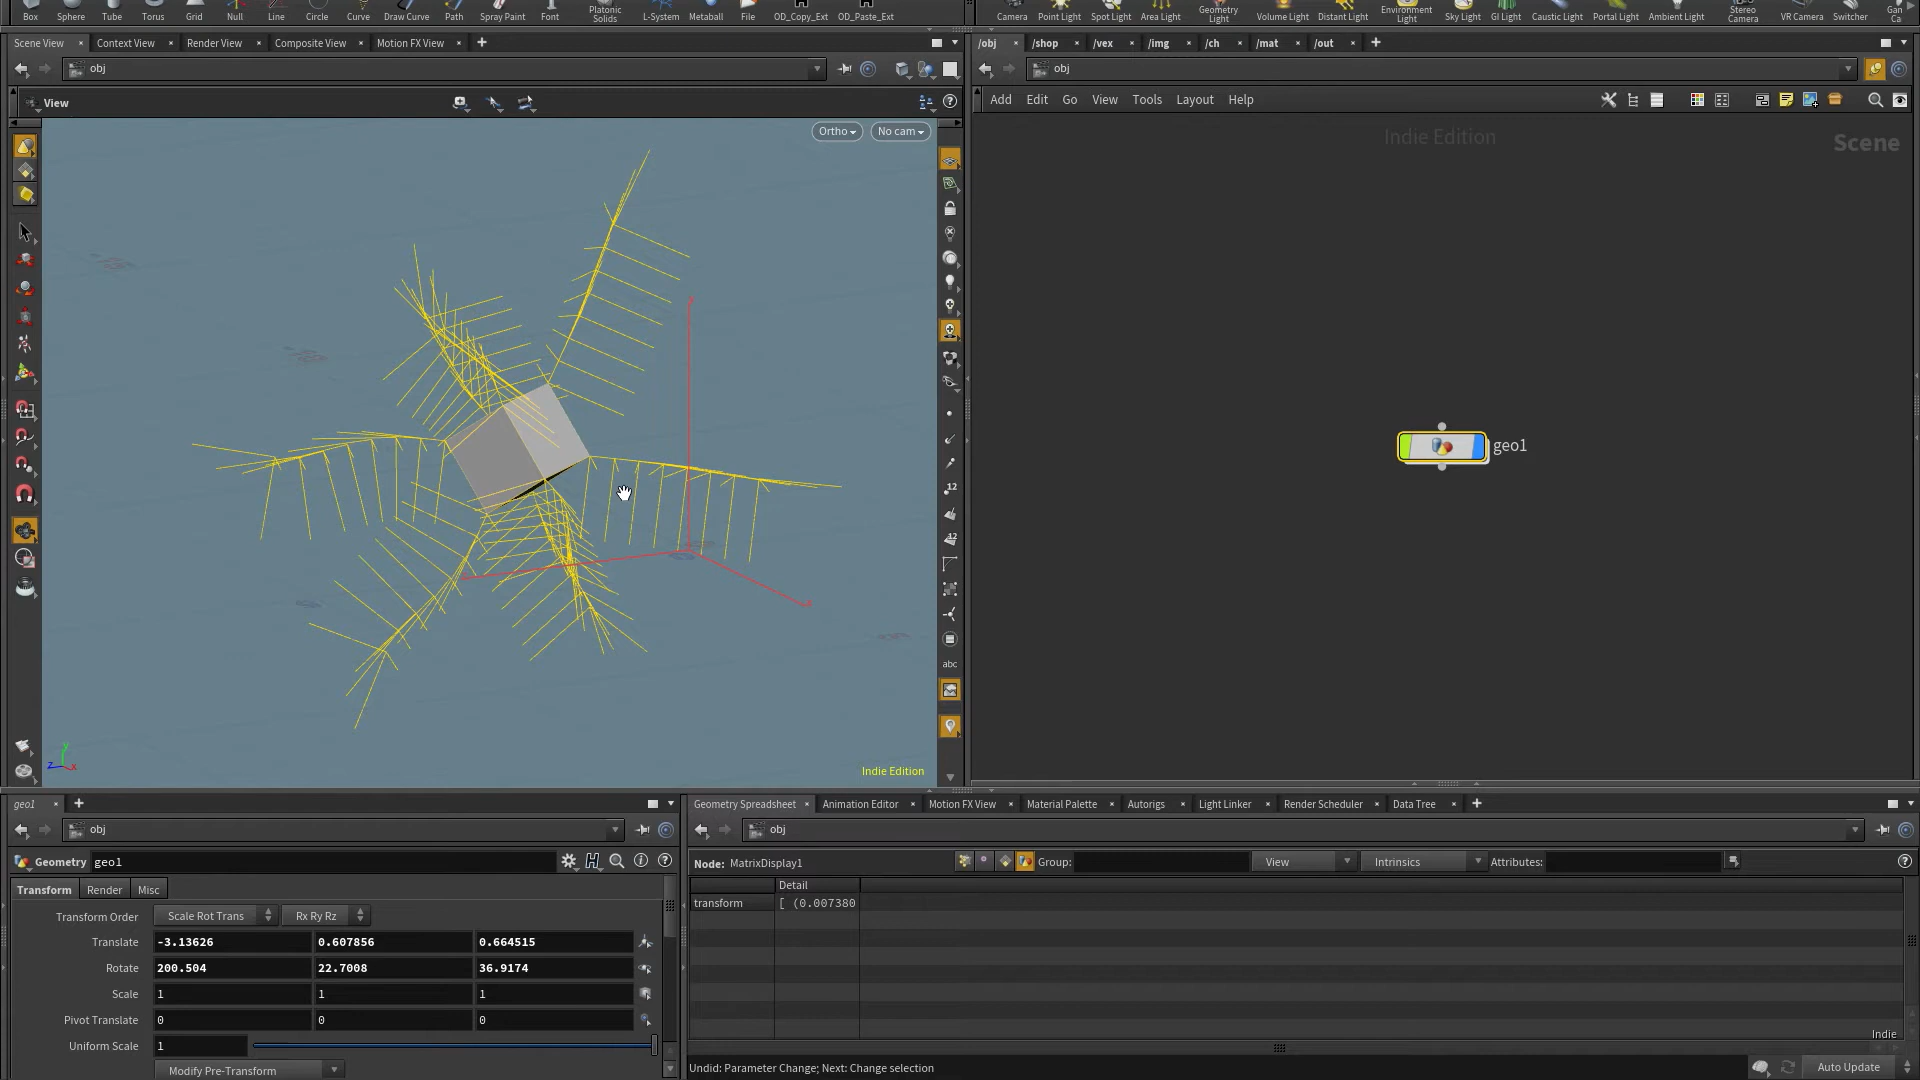 Box Sphere Tube Torus Grid Null Line Circle Curve Draw Curve Path Spray Paint Font Platonic Solids L-System Metaball File OD_Copy_Ext OD_Paste_Ext
Camera Point Light Spot Light Area Light Geometry Light Volume Light Distant Light Environment Light Sky Light GI Light Caustic Light Portal Light Ambient Light Stereo Camera VR Camera Switcher
Scene View × Context View × Render View × Composite View × Motion FX View × +
/obj × /shop × /vex × /img × /ch × /mat × /out × +
obj
obj
View
Add Edit Go View Tools Layout Help
Ortho No cam
Indie Edition
Scene
geo1
12
12
abc
Indie Edition
geo1 × +
Geometry Spreadsheet × Animation Editor × Motion FX View × Material Palette × Autorigs × Light Linker × Render Scheduler × Data Tree × +
obj
obj
Geometry geo1
Node: MatrixDisplay1 Group: View Intrinsics Attributes:
Transform Render Misc
Detail
transform [ (0.007380
Transform Order Scale Rot Trans Rx Ry Rz
Translate -3.13626 0.607856 0.664515
Rotate 200.504 22.7008 36.9174
Scale 1 1 1
Pivot Translate 0 0 0
Uniform Scale 1
Modify Pre-Transform
Indie
Undid: Parameter Change; Next: Change selection
Auto Update